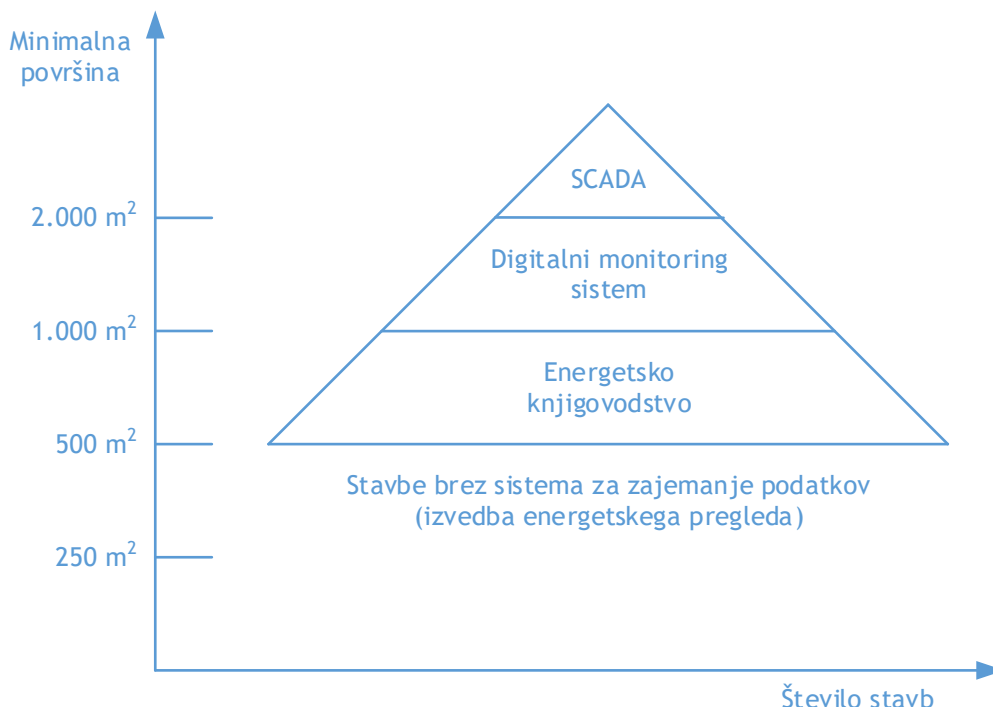 Minimalna
površina
SCADA
2.000 m²
Digitalni monitoring
sistem
1.000 m²
Energetsko
knjigovodstvo
500 m²
Stavbe brez sistema za zajemanje podatkov
(izvedba energetskega pregleda)
250 m²
Število stavb